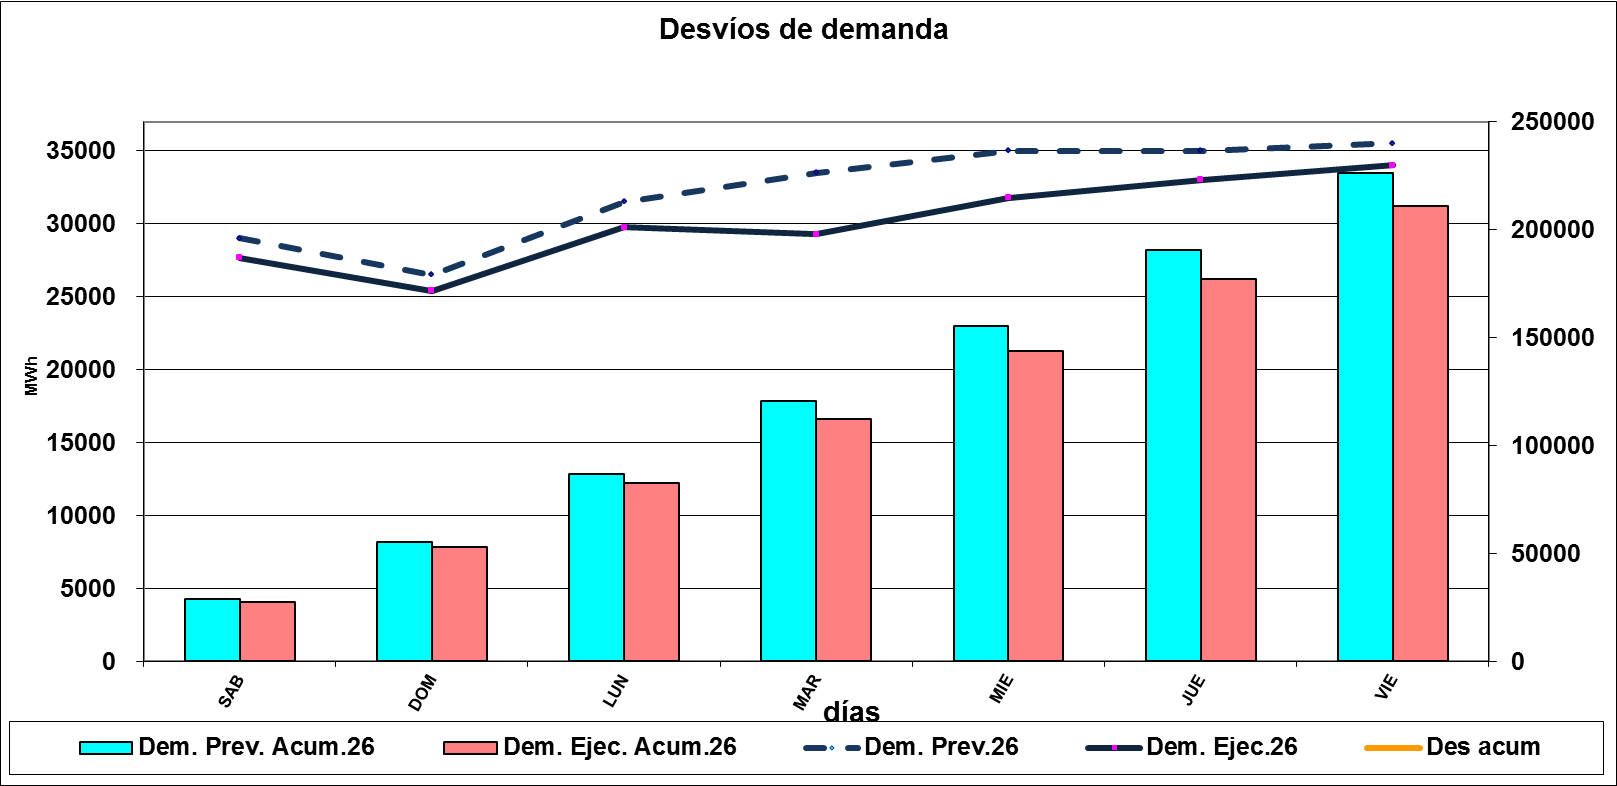 Desvíos de demanda
35000
30000
25000
20000
15000
10000
5000
0
MWh
250000
200000
150000
100000
50000
0
SAB
DOM
LUN
MAR
MIE
JUE
VIE
días
Dem. Prev. Acum.26
Dem. Ejec. Acum.26
Dem. Prev.26
Dem. Ejec.26
Des acum